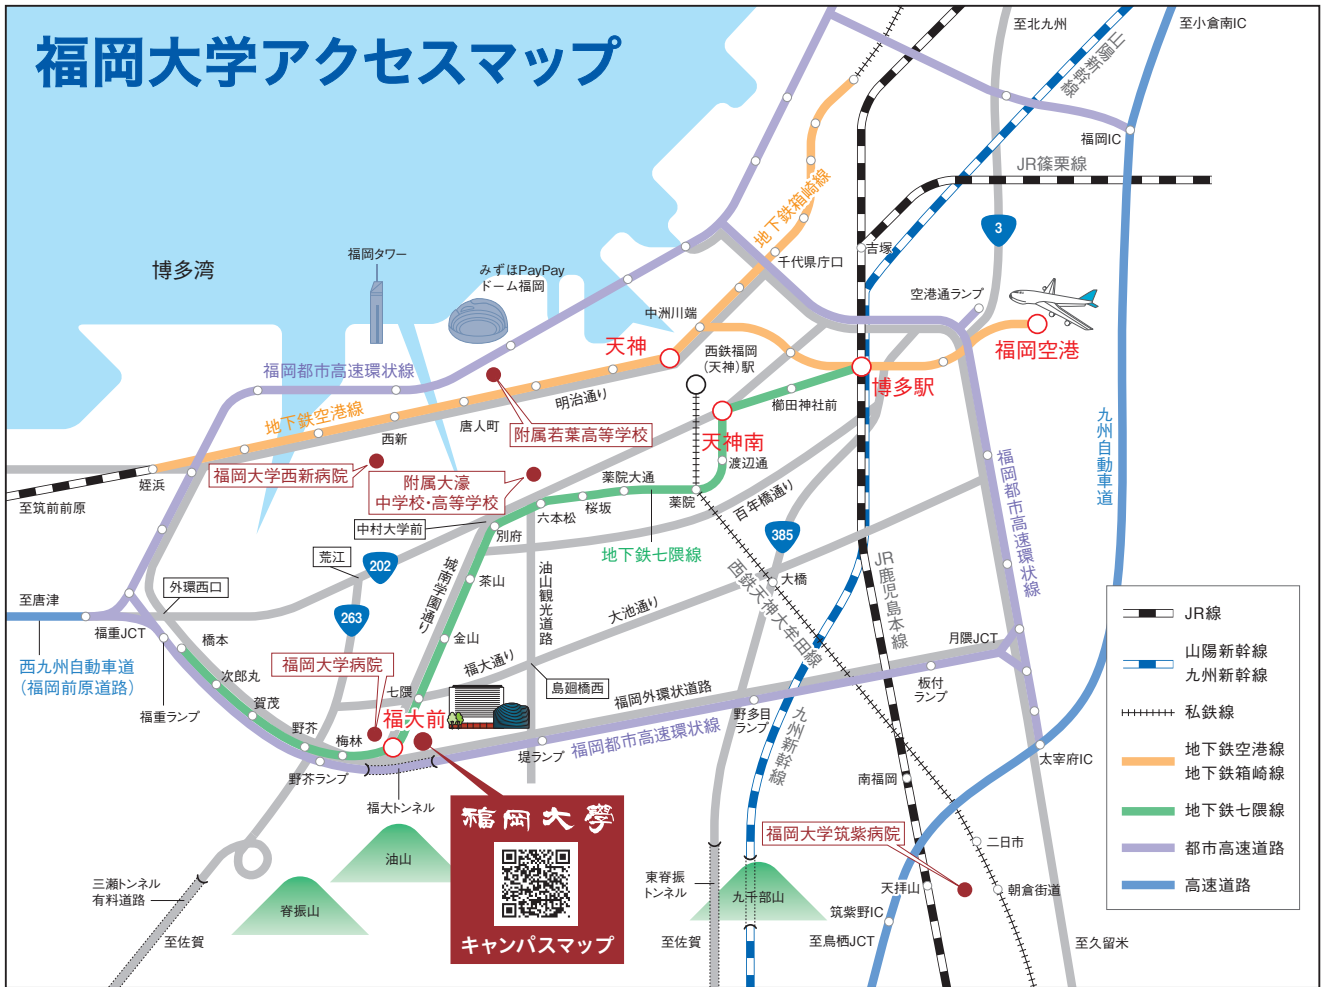 福岡大学アクセスマップ
至北九州
至小倉南IC
山陽新幹線
福岡IC
JR篠栗線
3
地下鉄箱崎線
吉塚
千代県庁口
空港通ランプ
博多湾
福岡タワー
みずほPayPay
ドーム福岡
中洲川端
天神
西鉄福岡
(天神)駅
福岡空港
博多駅
福岡都市高速環状線
地下鉄空港線
明治通り
櫛田神社前
唐人町
西新
附属若葉高等学校
天神南
渡辺通
九州自動車道
福岡都市高速環状線
福岡大学西新病院
附属大濠
中学校・高等学校
姪浜
至筑前前原
薬院大通
薬院
桜坂
六本松
別府
中村大学前
百年橋通り
385
地下鉄七隈線
荒江
202
城南学園通り
茶山
油山観光道路
西鉄天神大牟田線
大橋
JR鹿児島本線
外環西口
263
大池通り
至唐津
福重JCT
橋本
金山
月隈JCT
西九州自動車道
(福岡前原道路)
福岡大学病院
福大通り
次郎丸
七隈
島廻橋西
福岡外環状道路
板付
ランプ
福重ランプ
賀茂
福大前
野芥
梅林
野多目
ランプ
九州新幹線
福岡都市高速環状線
堤ランプ
野芥ランプ
福大トンネル
南福岡
太宰府IC
福岡大學
キャンパスマップ
油山
脊振山
三瀬トンネル
有料道路
至佐賀
福岡大学筑紫病院
二日市
東脊振
トンネル
九千部山
天拝山
朝倉街道
筑紫野IC
至佐賀
至鳥栖JCT
至久留米
JR線
山陽新幹線
九州新幹線
私鉄線
地下鉄空港線
地下鉄箱崎線
地下鉄七隈線
都市高速道路
高速道路